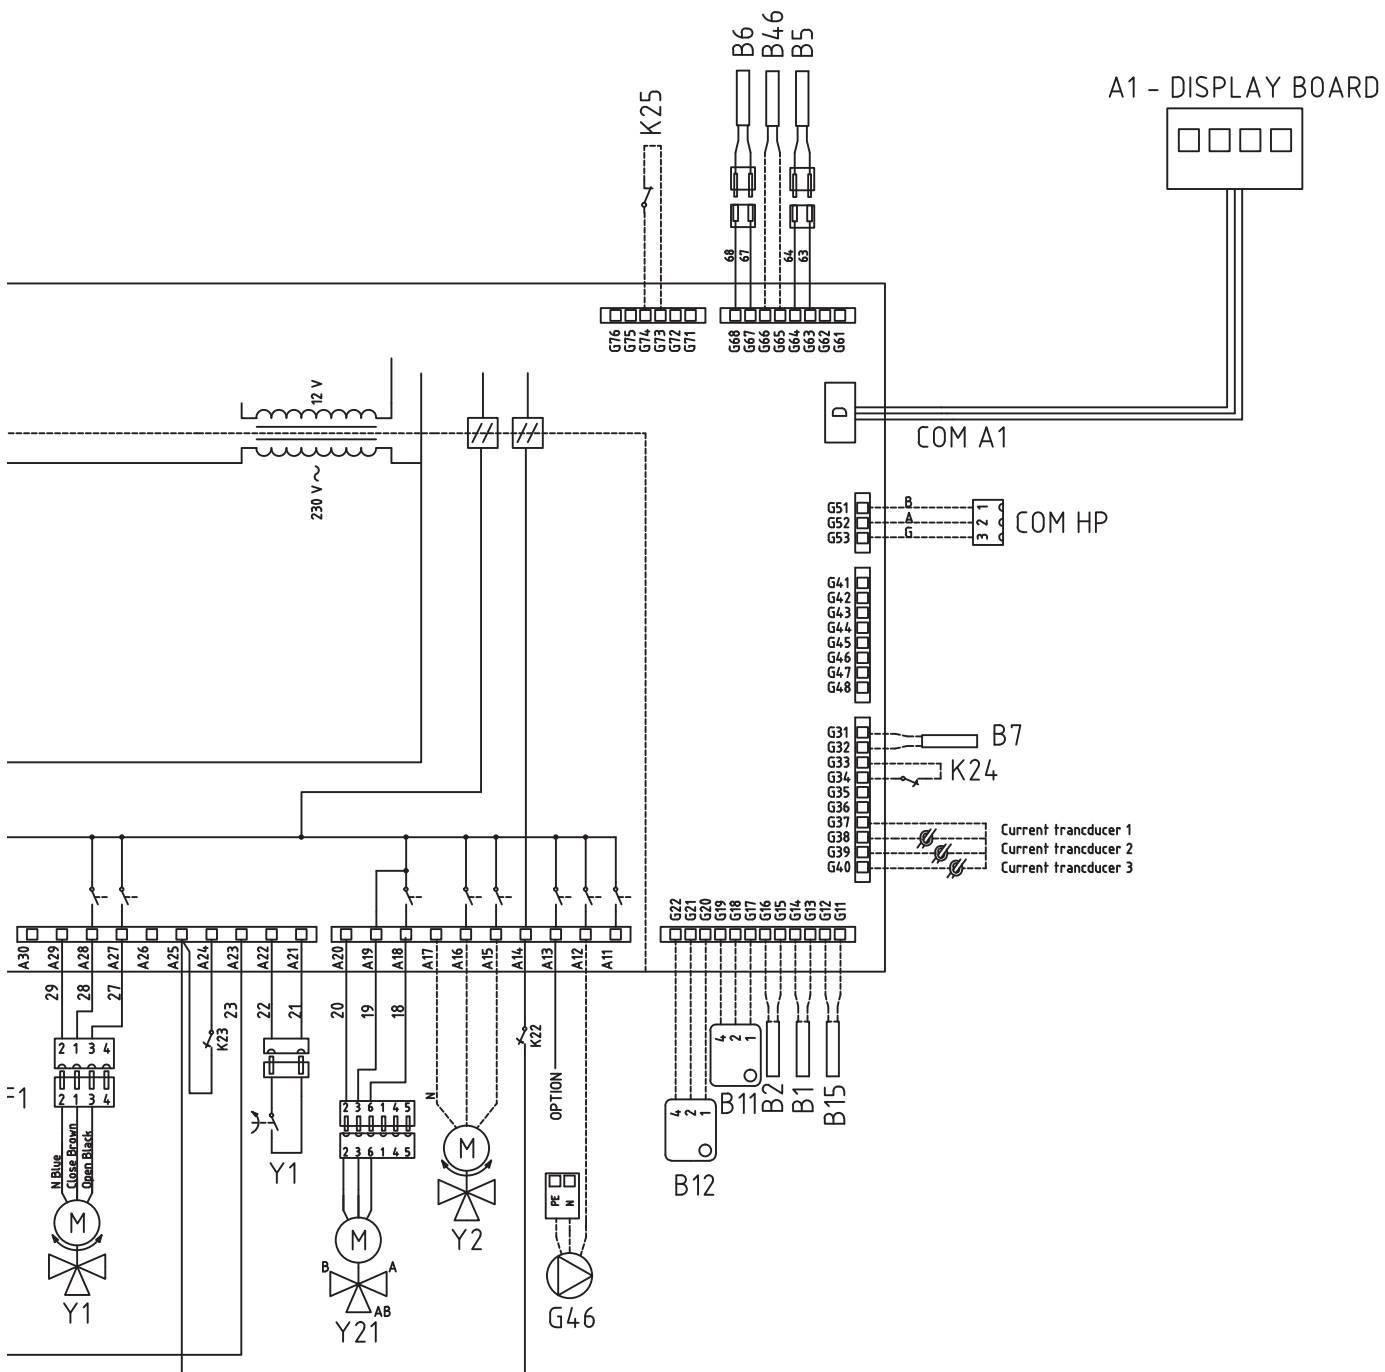 B6
B46
B5
K25
A1 - DISPLAY BOARD
68
67
64
63
G76
G75
G74
G73
G72
G71
G68
G67
G66
G65
G64
G63
G62
G61
12 V
230 V ~
//
//
D
COM A1
G51
G52
G53
B
A
G
1
2
3
COM HP
G41
G42
G43
G44
G45
G46
G47
G48
G31
G32
G33
G34
G35
G36
G37
G38
G39
G40
B7
K24
Current trancducer 1
Current trancducer 2
Current trancducer 3
G22
G21
G20
G19
G18
G17
G16
G15
G14
G13
G12
G11
A30
A29
A28
A27
A26
A25
A24
A23
A22
A21
A20
A19
A18
A17
A16
A15
A14
A13
A12
A11
29
28
27
23
22
21
20
19
18
K23
K22
2 1 3 4
2 1 3 4
F1
N Blue
Close Brown
Open Black
M
Y1
Y1
2 3 6 1 4 5
2 3 6 1 4 5
M
B
A
AB
Y21
N
M
Y2
OPTION
PE
N
G46
4 2 1
B11
4 2 1
B12
B2
B1
B15